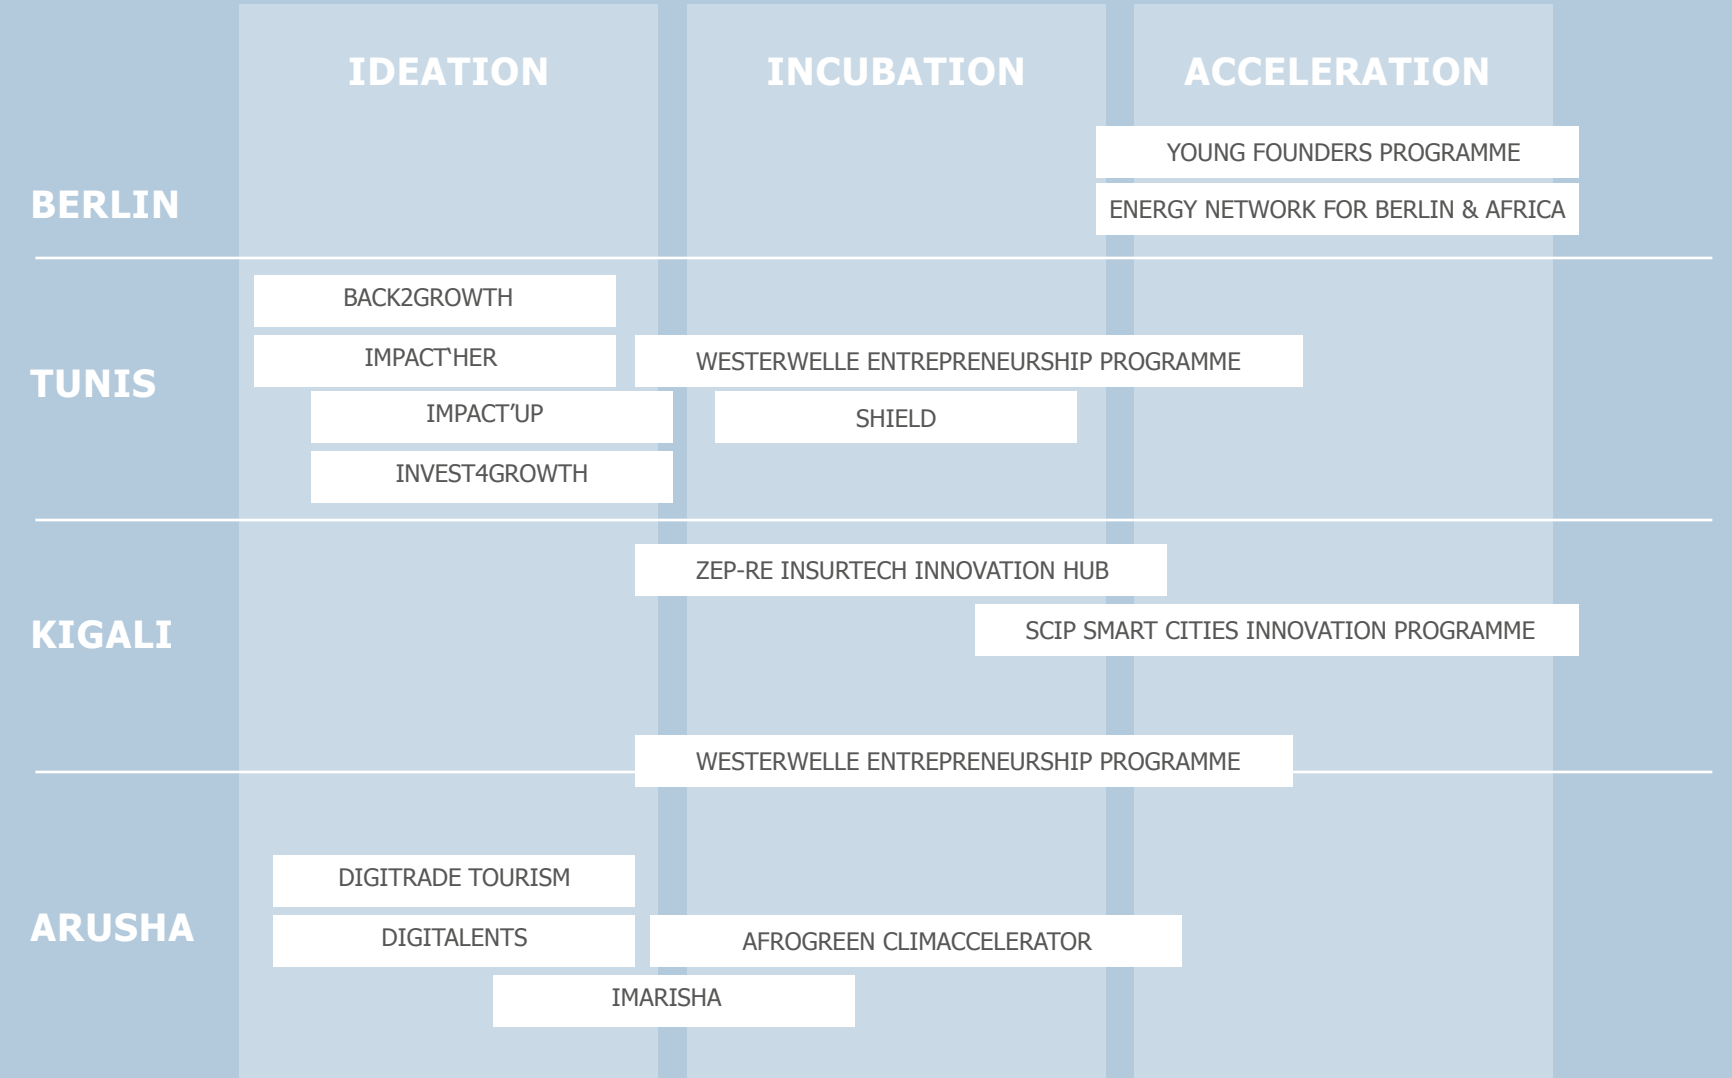 IDEATION
INCUBATION
ACCELERATION
BERLIN
YOUNG FOUNDERS PROGRAMME
ENERGY NETWORK FOR BERLIN & AFRICA
TUNIS
BACK2GROWTH
IMPACT‘HER
WESTERWELLE ENTREPRENEURSHIP PROGRAMME
IMPACT’UP
SHIELD
INVEST4GROWTH
KIGALI
ZEP-RE INSURTECH INNOVATION HUB
SCIP SMART CITIES INNOVATION PROGRAMME
WESTERWELLE ENTREPRENEURSHIP PROGRAMME
ARUSHA
DIGITRADE TOURISM
DIGITALENTS
AFROGREEN CLIMACCELERATOR
IMARISHA